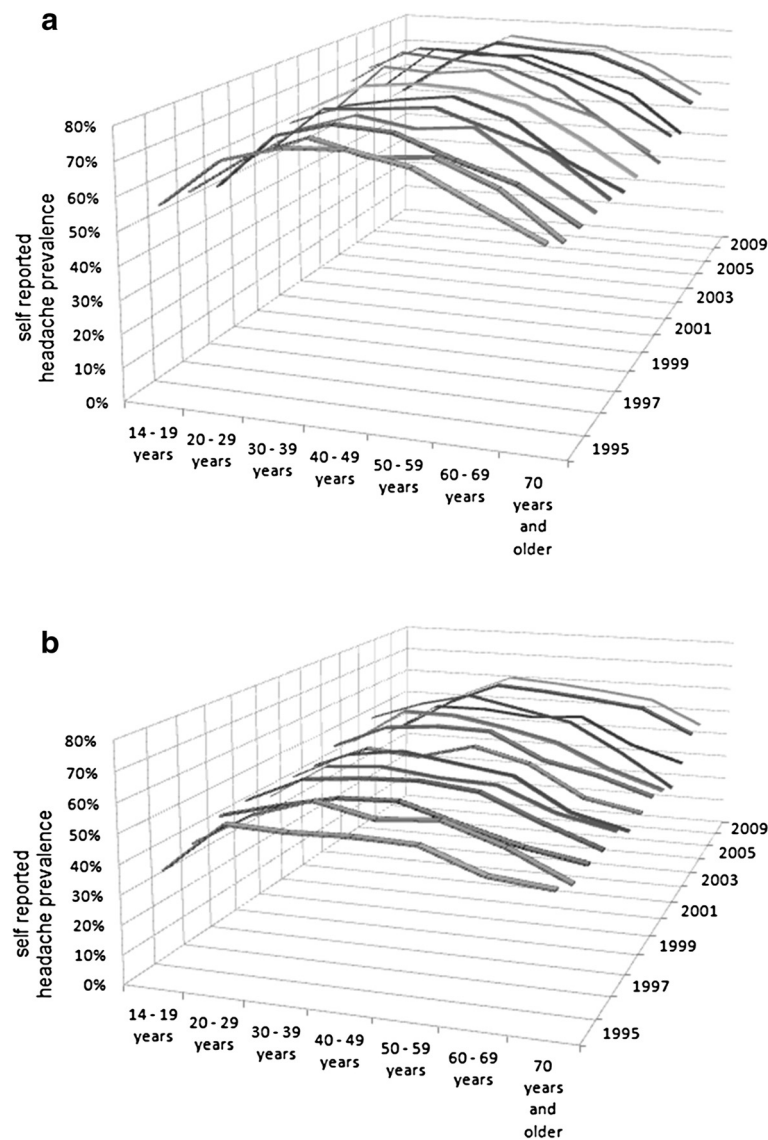 a
self reported
headache prevalence
80%
70%
60%
50%
40%
30%
20%
10%
0%
14 - 19
years
20 - 29
years
30 - 39
years
40 - 49
years
50 - 59
years
60 - 69
years
70
years
and
older
1995
1997
1999
2001
2003
2005
2009
b
self reported
headache prevalence
80%
70%
60%
50%
40%
30%
20%
10%
0%
14 - 19
years
20 - 29
years
30 - 39
years
40 - 49
years
50 - 59
years
60 - 69
years
70
years
and
older
1995
1997
1999
2001
2003
2005
2009